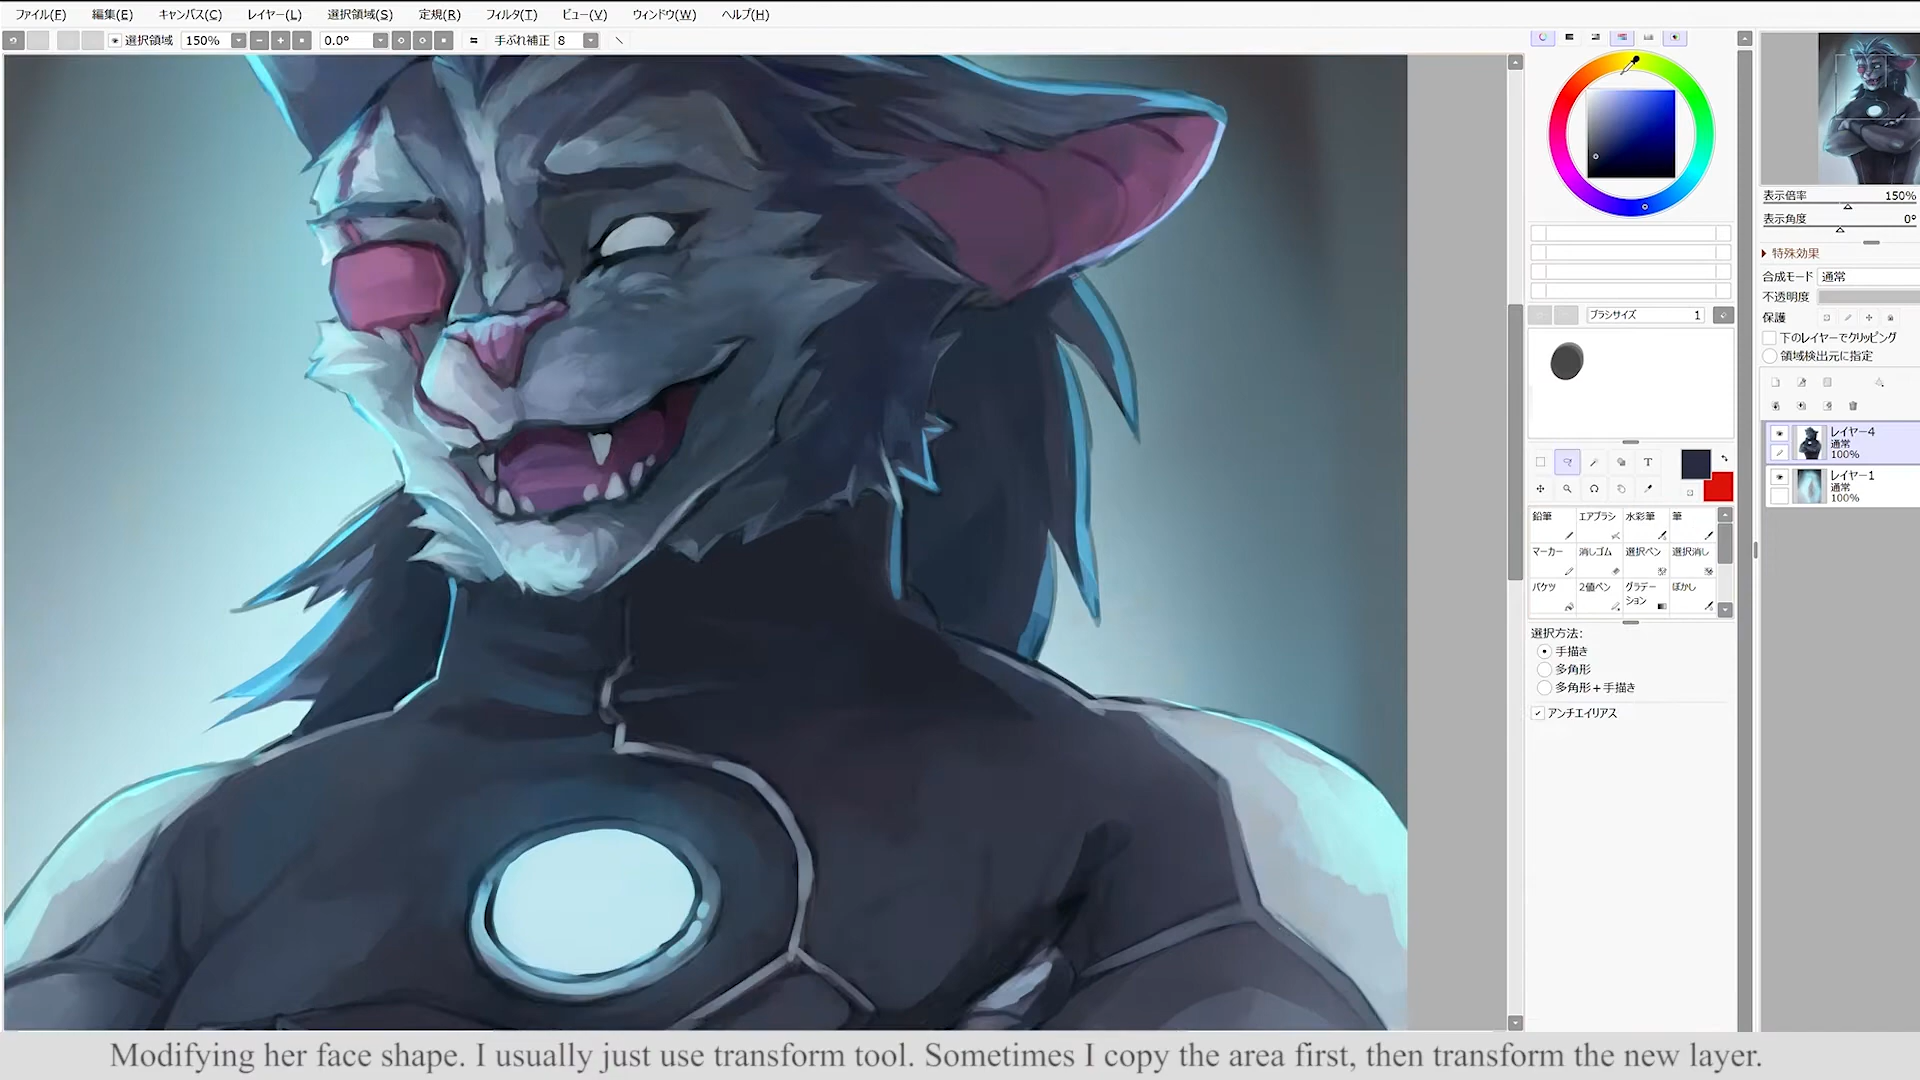 ファイル(F) 編集(E) キャンバス(C) レイヤー(L) 選択領域(S) 定規(R) フィルタ(T) ビュー(V) ウィンドウ(W) ヘルプ(H)
選択領域 150% 0.0° 手ぶれ補正 8
表示倍率 150%
表示角度 0°
特殊効果
合成モード 通常
不透明度
保護
下のレイヤーでクリッピング
領域検出元に指定
レイヤー4
通常
100%
レイヤー1
通常
100%
ブラシサイズ 1
T
鉛筆 エアブラシ 水彩筆 筆
マーカー 消しゴム 選択ペン 選択消し
バケツ 2値ペン グラデーション ぼかし
選択方法:
手描き
多角形
多角形+手描き
アンチエイリアス
Modifying her face shape. I usually just use transform tool. Sometimes I copy the area first, then transform the new layer.